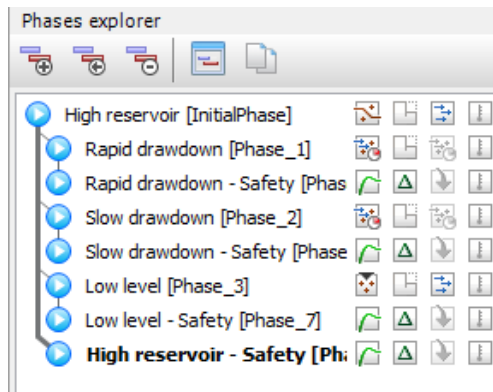 Phases explorer
High reservoir [InitialPhase]
Rapid drawdown [Phase_1]
Rapid drawdown - Safety [Phas
Slow drawdown [Phase_2]
Slow drawdown - Safety [Phase
Low level [Phase_3]
Low level - Safety [Phase_7]
High reservoir - Safety [Pha